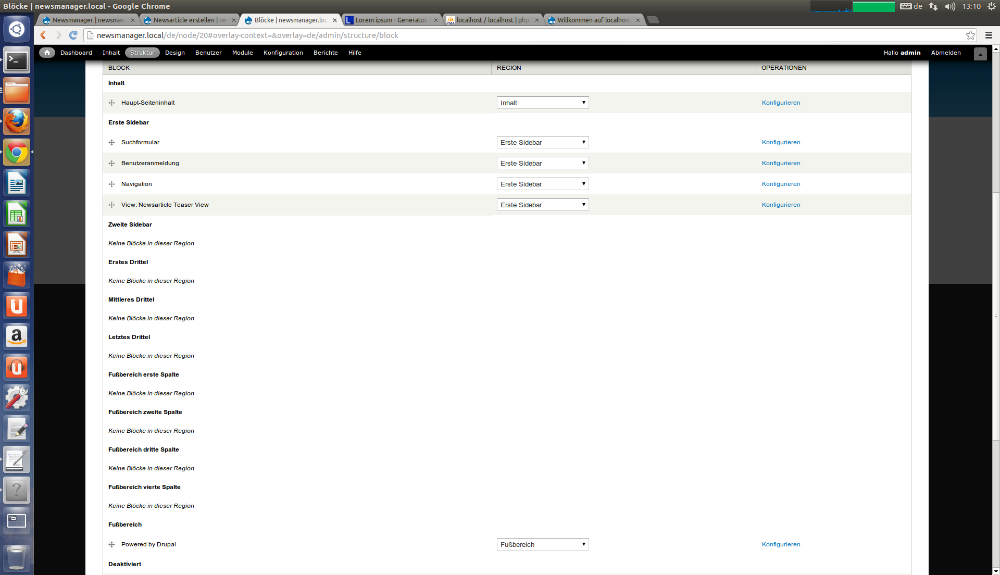 Blöcke | newsmanager.local - Google Chrome
de
13:10
Newsmanager | newsman
Newsarticle erstellen | ne
Blöcke | newsmanager.loc
Lorem ipsum - Generator
localhost / localhost | php
Willkommen auf localhost
newsmanager.local/de/node/20#overlay-context=&overlay=de/admin/structure/block
Dashboard
Inhalt
Struktur
Design
Benutzer
Module
Konfiguration
Berichte
Hilfe
Hallo admin
Abmelden
BLOCK
REGION
OPERATIONEN
Inhalt
Haupt-Seiteninhalt
Inhalt
Konfigurieren
Erste Sidebar
Suchformular
Erste Sidebar
Konfigurieren
Benutzeranmeldung
Erste Sidebar
Konfigurieren
Navigation
Erste Sidebar
Konfigurieren
View: Newsarticle Teaser View
Erste Sidebar
Konfigurieren
Zweite Sidebar
Keine Blöcke in dieser Region
Erstes Drittel
Keine Blöcke in dieser Region
Mittleres Drittel
Keine Blöcke in dieser Region
Letztes Drittel
Keine Blöcke in dieser Region
Fußbereich erste Spalte
Keine Blöcke in dieser Region
Fußbereich zweite Spalte
Keine Blöcke in dieser Region
Fußbereich dritte Spalte
Keine Blöcke in dieser Region
Fußbereich vierte Spalte
Keine Blöcke in dieser Region
Fußbereich
Powered by Drupal
Fußbereich
Konfigurieren
Deaktiviert